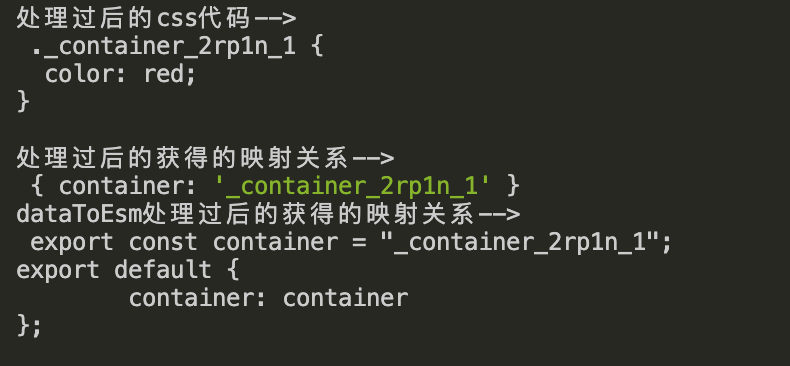 处理过后的css代码-->
 ._container_2rp1n_1 {
  color: red;
}

处理过后的获得的映射关系-->
 { container: '_container_2rp1n_1' }
dataToEsm处理过后的获得的映射关系-->
 export const container = "_container_2rp1n_1";
export default {
        container: container
};